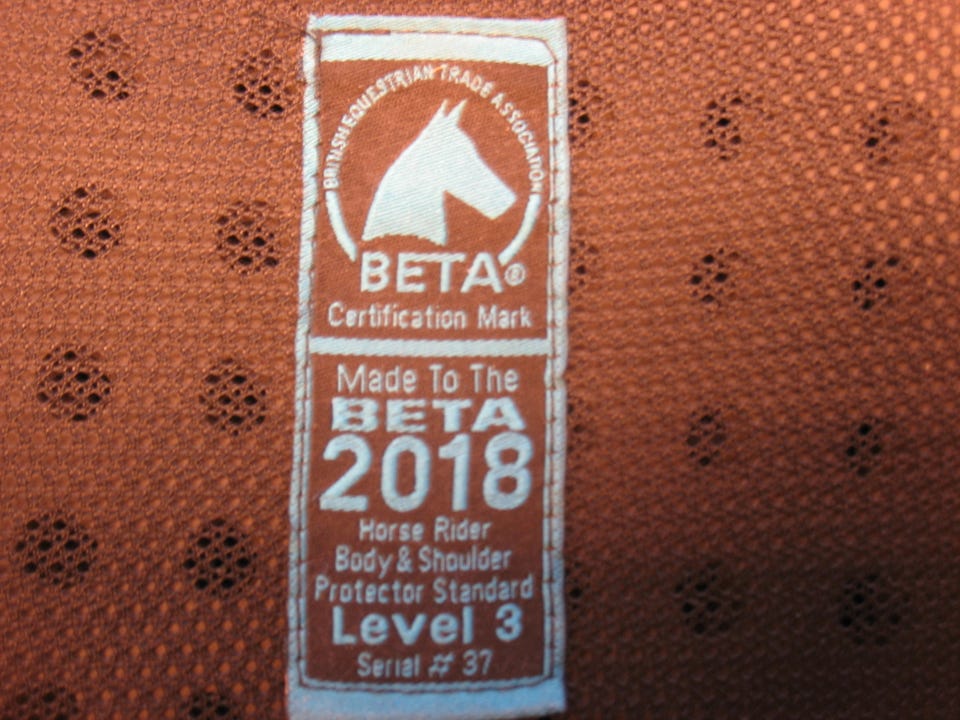 BRITISH EQUESTRIAN TRADE ASSOCIATION
BETA®
Certification Mark
Made To The
BETA
2018
Horse Rider
Body & Shoulder
Protector Standard
Level 3
Serial # 37